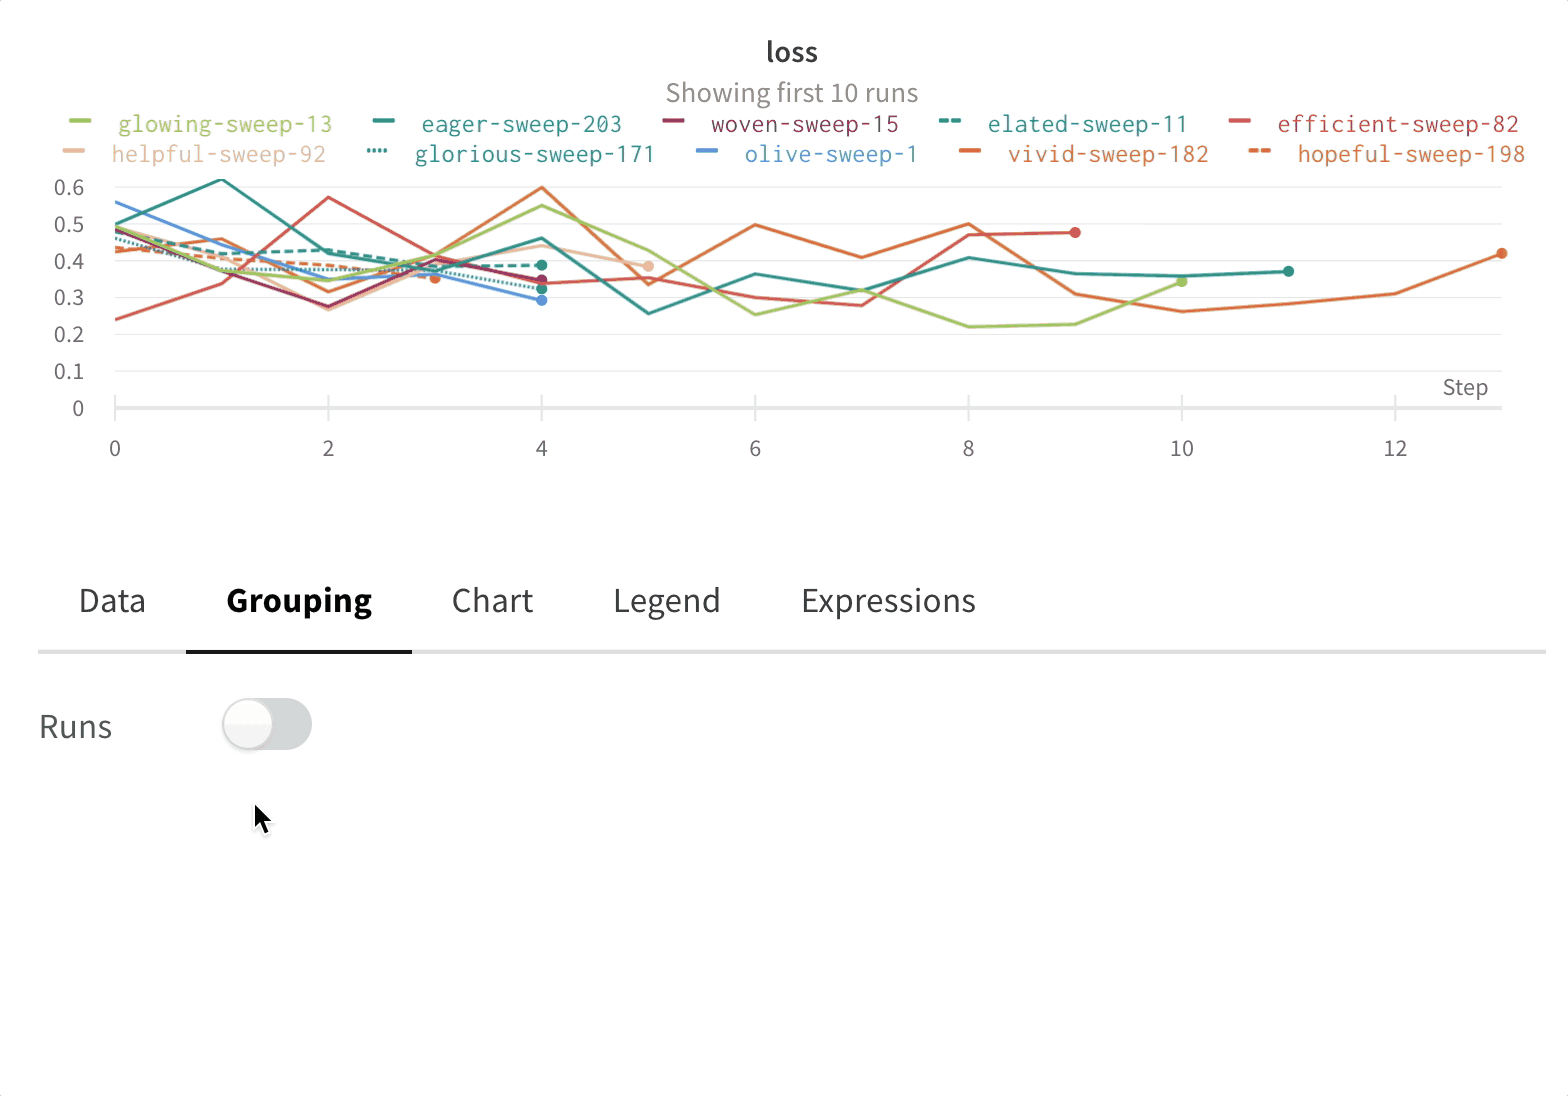 loss
Showing first 10 runs
glowing-sweep-13 eager-sweep-203 woven-sweep-15 elated-sweep-11 efficient-sweep-82
helpful-sweep-92 glorious-sweep-171 olive-sweep-1 vivid-sweep-182 hopeful-sweep-198
0.6
0.5
0.4
0.3
0.2
0.1
Step
0
0 2 4 6 8 10 12
Data Grouping Chart Legend Expressions
Runs